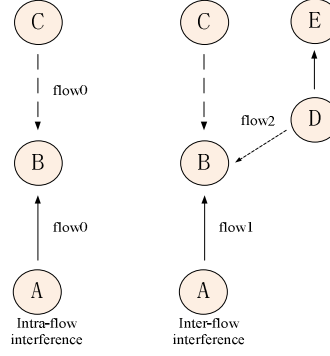 C C E
flow0
flow2 D
B B
flow0 flow1
A A
Intra-flow Inter-flow
interference interference